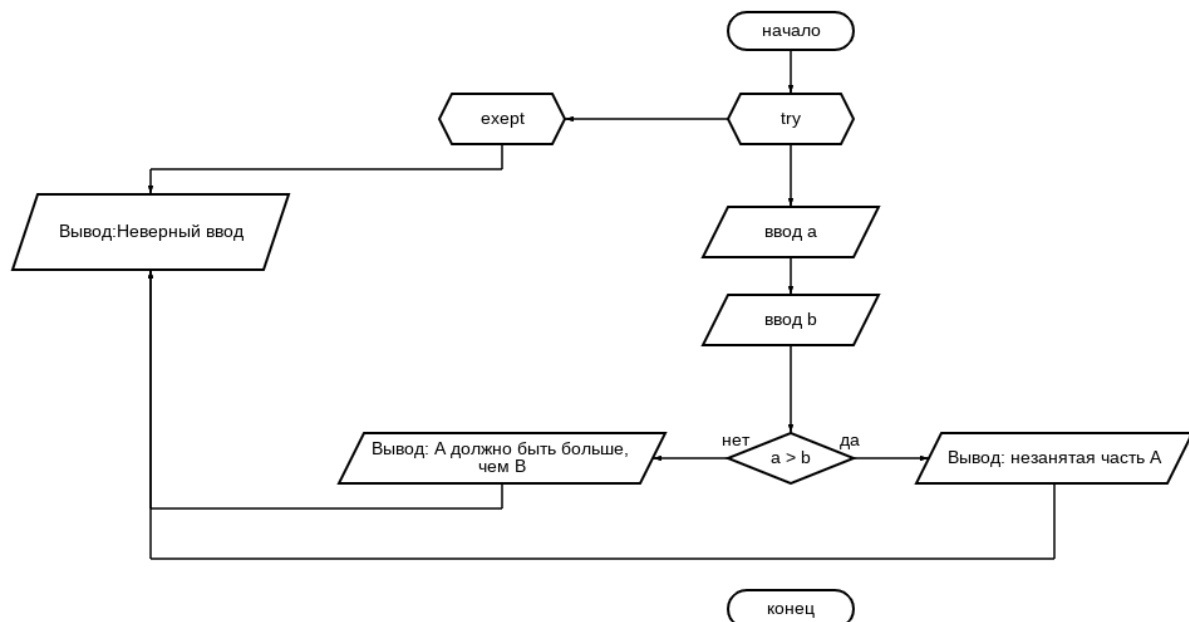 начало
exept
try
Вывод:Неверный ввод
ввод a
ввод b
нет
да
Вывод: А должно быть больше,
чем В
a > b
Вывод: незанятая часть А
конец